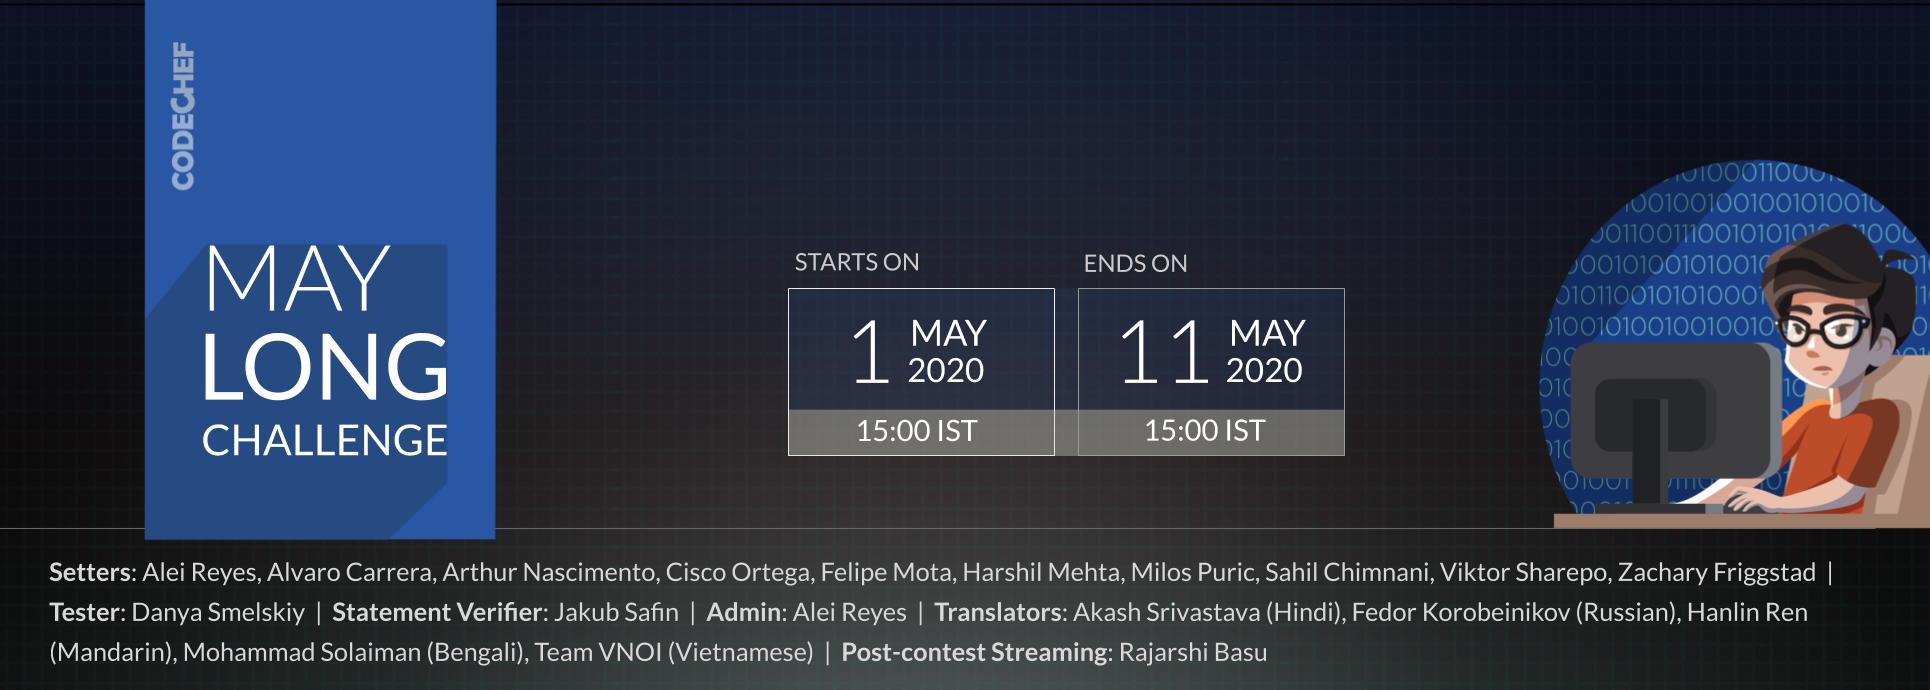 CODECHEF
MAY
LONG
CHALLENGE
STARTS ON
1 MAY 2020
15:00 IST
ENDS ON
11 MAY 2020
15:00 IST
Setters: Alei Reyes, Alvaro Carrera, Arthur Nascimento, Cisco Ortega, Felipe Mota, Harshil Mehta, Milos Puric, Sahil Chimnani, Viktor Sharepo, Zachary Friggstad |
Tester: Danya Smelskiy | Statement Verifier: Jakub Safin | Admin: Alei Reyes | Translators: Akash Srivastava (Hindi), Fedor Korobeinikov (Russian), Hanlin Ren
(Mandarin), Mohammad Solaiman (Bengali), Team VNOI (Vietnamese) | Post-contest Streaming: Rajarshi Basu